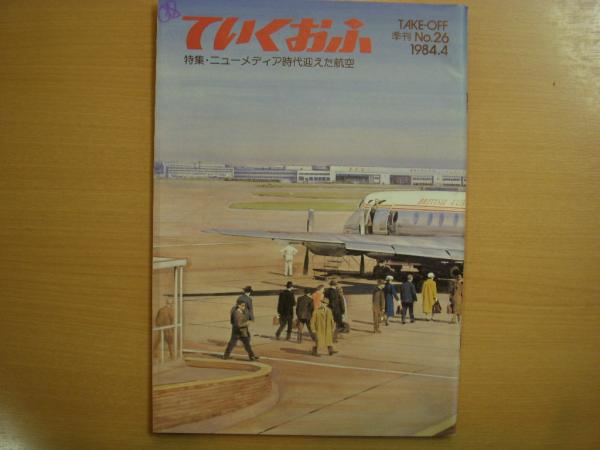 ていくおふ
TAKE-OFF
季刊 No.26
1984.4
特集・ニューメディア時代迎えた航空
BRITISH